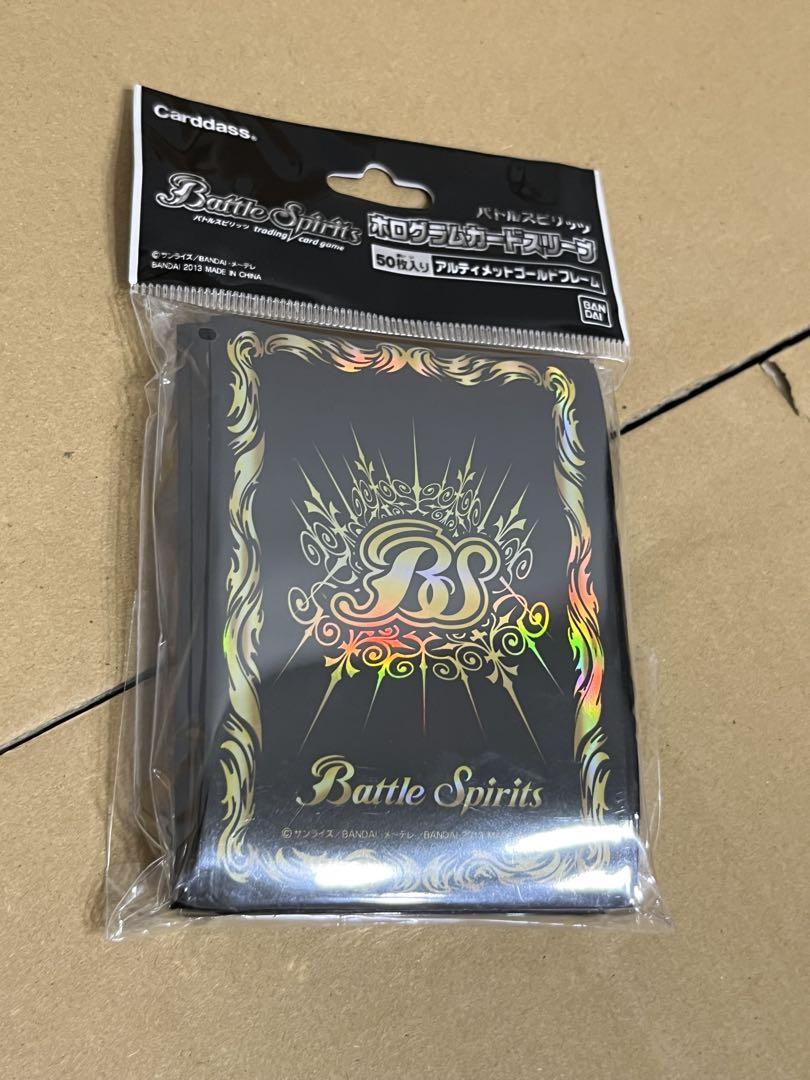 Carddass®
Battle Spirits
バトルスピリッツ trading card game
©サンライズ/BANDAI・メ〜テレ
BANDAI 2013 MADE IN CHINA
バトルスピリッツ
ホログラムカードスリーブ
50枚入り アルティメットゴールドフレーム
BAN
DAI
BS
Battle Spirits
©サンライズ/BANDAI・メ〜テレ/BANDAI 2013 MA